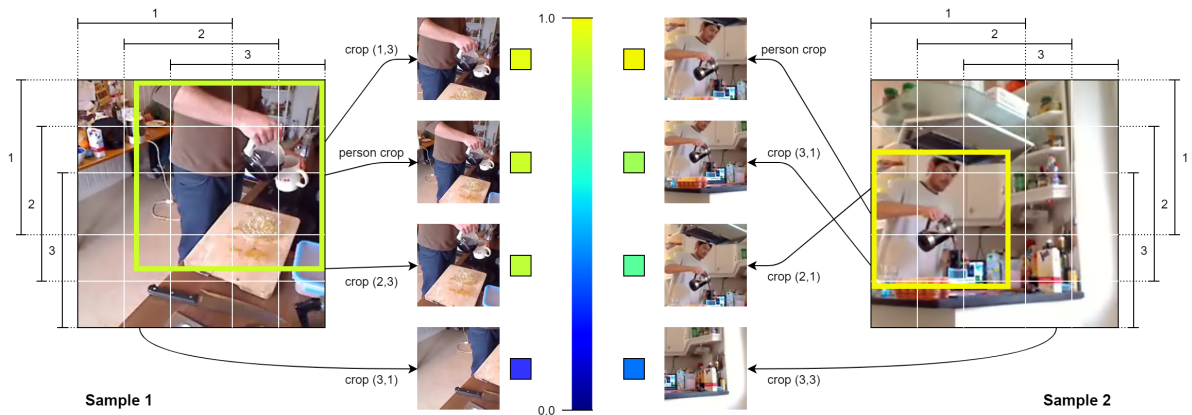 1
2
3
1
2
3
Sample 1
crop (1,3)
person crop
crop (2,3)
crop (3,1)
1.0
0.0
person crop
crop (3,1)
crop (2,1)
crop (3,3)
1
2
3
1
2
3
Sample 2